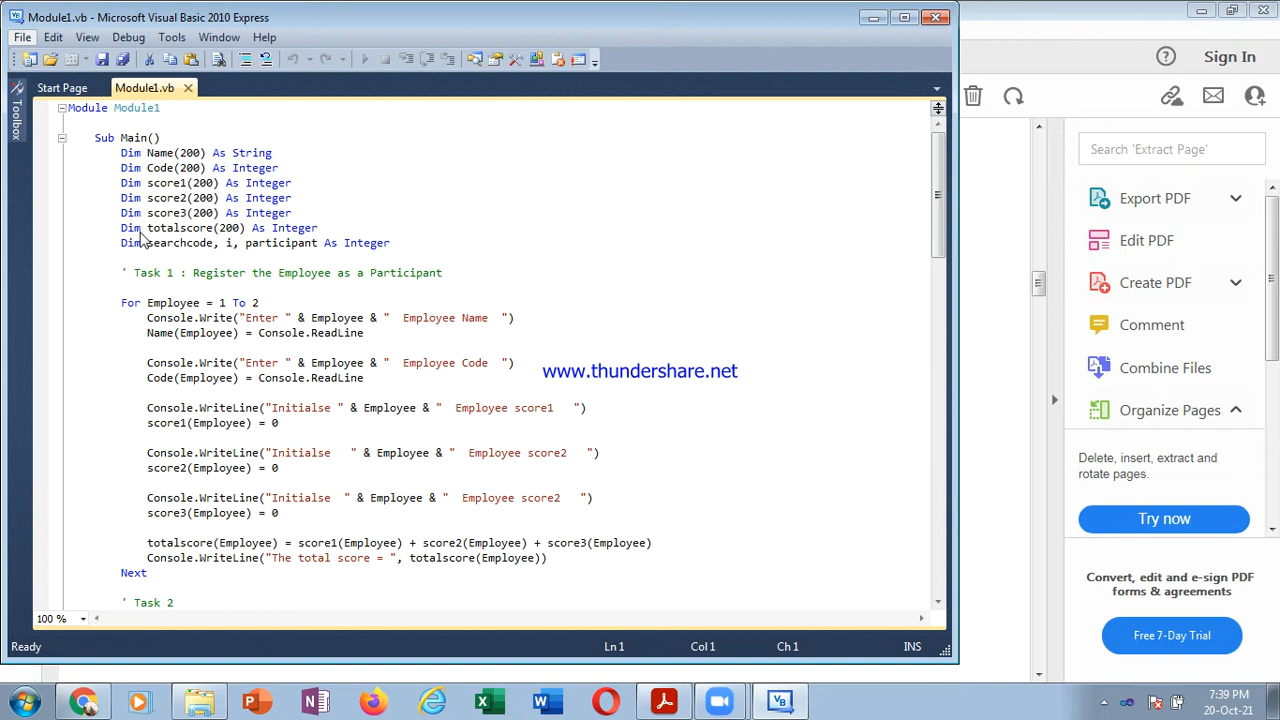 Module1.vb - Microsoft Visual Basic 2010 Express
File Edit View Debug Tools Window Help
Start Page Module1.vb
Toolbox
Module Module1
Sub Main()
Dim Name(200) As String
Dim Code(200) As Integer
Dim score1(200) As Integer
Dim score2(200) As Integer
Dim score3(200) As Integer
Dim totalscore(200) As Integer
Dim searchcode, i, participant As Integer
' Task 1 : Register the Employee as a Participant
For Employee = 1 To 2
Console.Write("Enter " & Employee & "  Employee Name  ")
Name(Employee) = Console.ReadLine
Console.Write("Enter " & Employee & "  Employee Code  ")
Code(Employee) = Console.ReadLine
Console.WriteLine("Initialse " & Employee & "  Employee score1   ")
score1(Employee) = 0
Console.WriteLine("Initialse   " & Employee & "  Employee score2   ")
score2(Employee) = 0
Console.WriteLine("Initialse  " & Employee & "  Employee score2   ")
score3(Employee) = 0
totalscore(Employee) = score1(Employee) + score2(Employee) + score3(Employee)
Console.WriteLine("The total score = ", totalscore(Employee))
Next
' Task 2
www.thundershare.net
100 %
Ready Ln 1 Col 1 Ch 1 INS
Sign In
Search 'Extract Page'
Export PDF
Edit PDF
Create PDF
Comment
Combine Files
Organize Pages
Delete, insert, extract and
rotate pages.
Try now
Convert, edit and e-sign PDF
forms & agreements
Free 7-Day Trial
7:39 PM
20-Oct-21